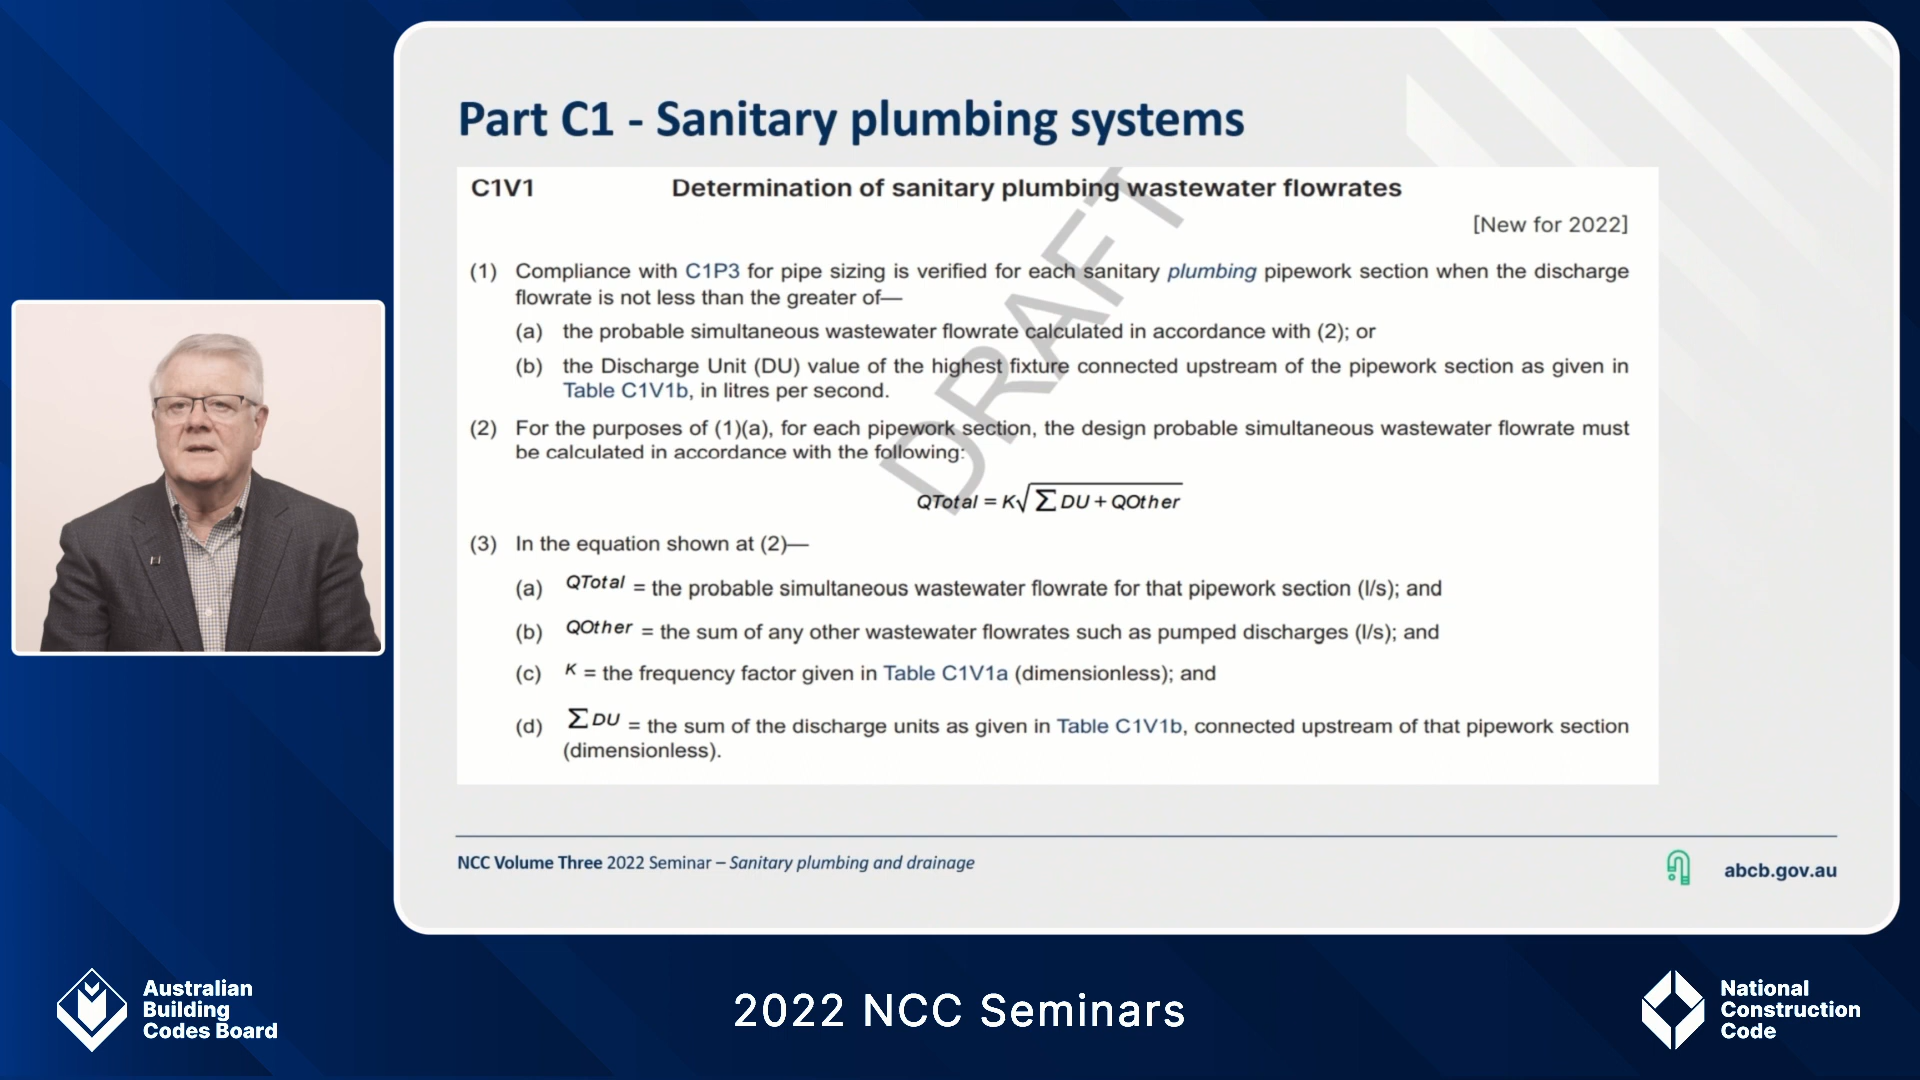 Part C1 - Sanitary plumbing systems
C1V1 Determination of sanitary plumbing wastewater flowrates
[New for 2022]
(1) Compliance with C1P3 for pipe sizing is verified for each sanitary plumbing pipework section when the discharge
flowrate is not less than the greater of—
(a) the probable simultaneous wastewater flowrate calculated in accordance with (2); or
(b) the Discharge Unit (DU) value of the highest fixture connected upstream of the pipework section as given in
Table C1V1b, in litres per second.
(2) For the purposes of (1)(a), for each pipework section, the design probable simultaneous wastewater flowrate must
be calculated in accordance with the following:
QTotal = K√∑ DU + QOther
(3) In the equation shown at (2)—
(a) QTotal = the probable simultaneous wastewater flowrate for that pipework section (l/s); and
(b) QOther = the sum of any other wastewater flowrates such as pumped discharges (l/s); and
(c) K = the frequency factor given in Table C1V1a (dimensionless); and
(d) ∑ DU = the sum of the discharge units as given in Table C1V1b, connected upstream of that pipework section
(dimensionless).
DRAFT
NCC Volume Three 2022 Seminar – Sanitary plumbing and drainage
abcb.gov.au
Australian
Building
Codes Board
2022 NCC Seminars
National
Construction
Code